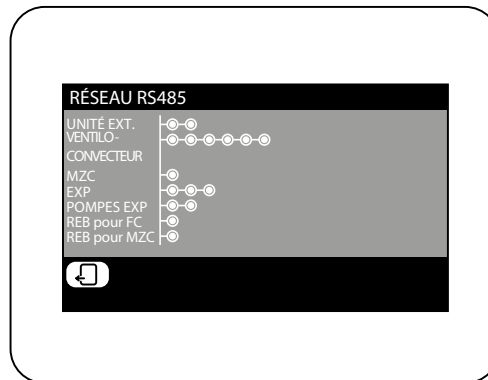 RÉSEAU RS485
UNITÉ EXT.
VENTILO-
CONVECTEUR
MZC
EXP
POMPES EXP
REB pour FC
REB pour MZC